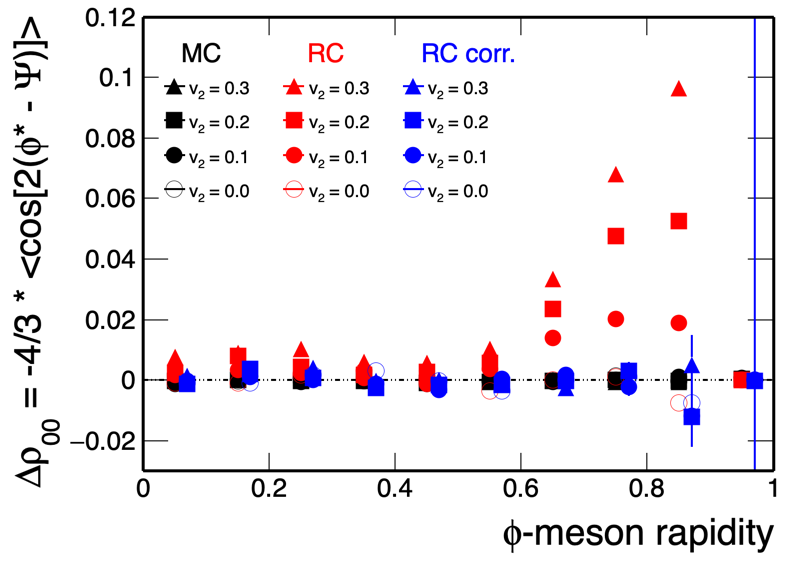 Δρ00 = -4/3 * <cos[2(ϕ* - Ψ)]>
0.12
0.1
0.08
0.06
0.04
0.02
0
−0.02
MC RC RC corr.
v2 = 0.3 v2 = 0.3 v2 = 0.3
v2 = 0.2 v2 = 0.2 v2 = 0.2
v2 = 0.1 v2 = 0.1 v2 = 0.1
v2 = 0.0 v2 = 0.0 v2 = 0.0
0 0.2 0.4 0.6 0.8 1
ϕ-meson rapidity